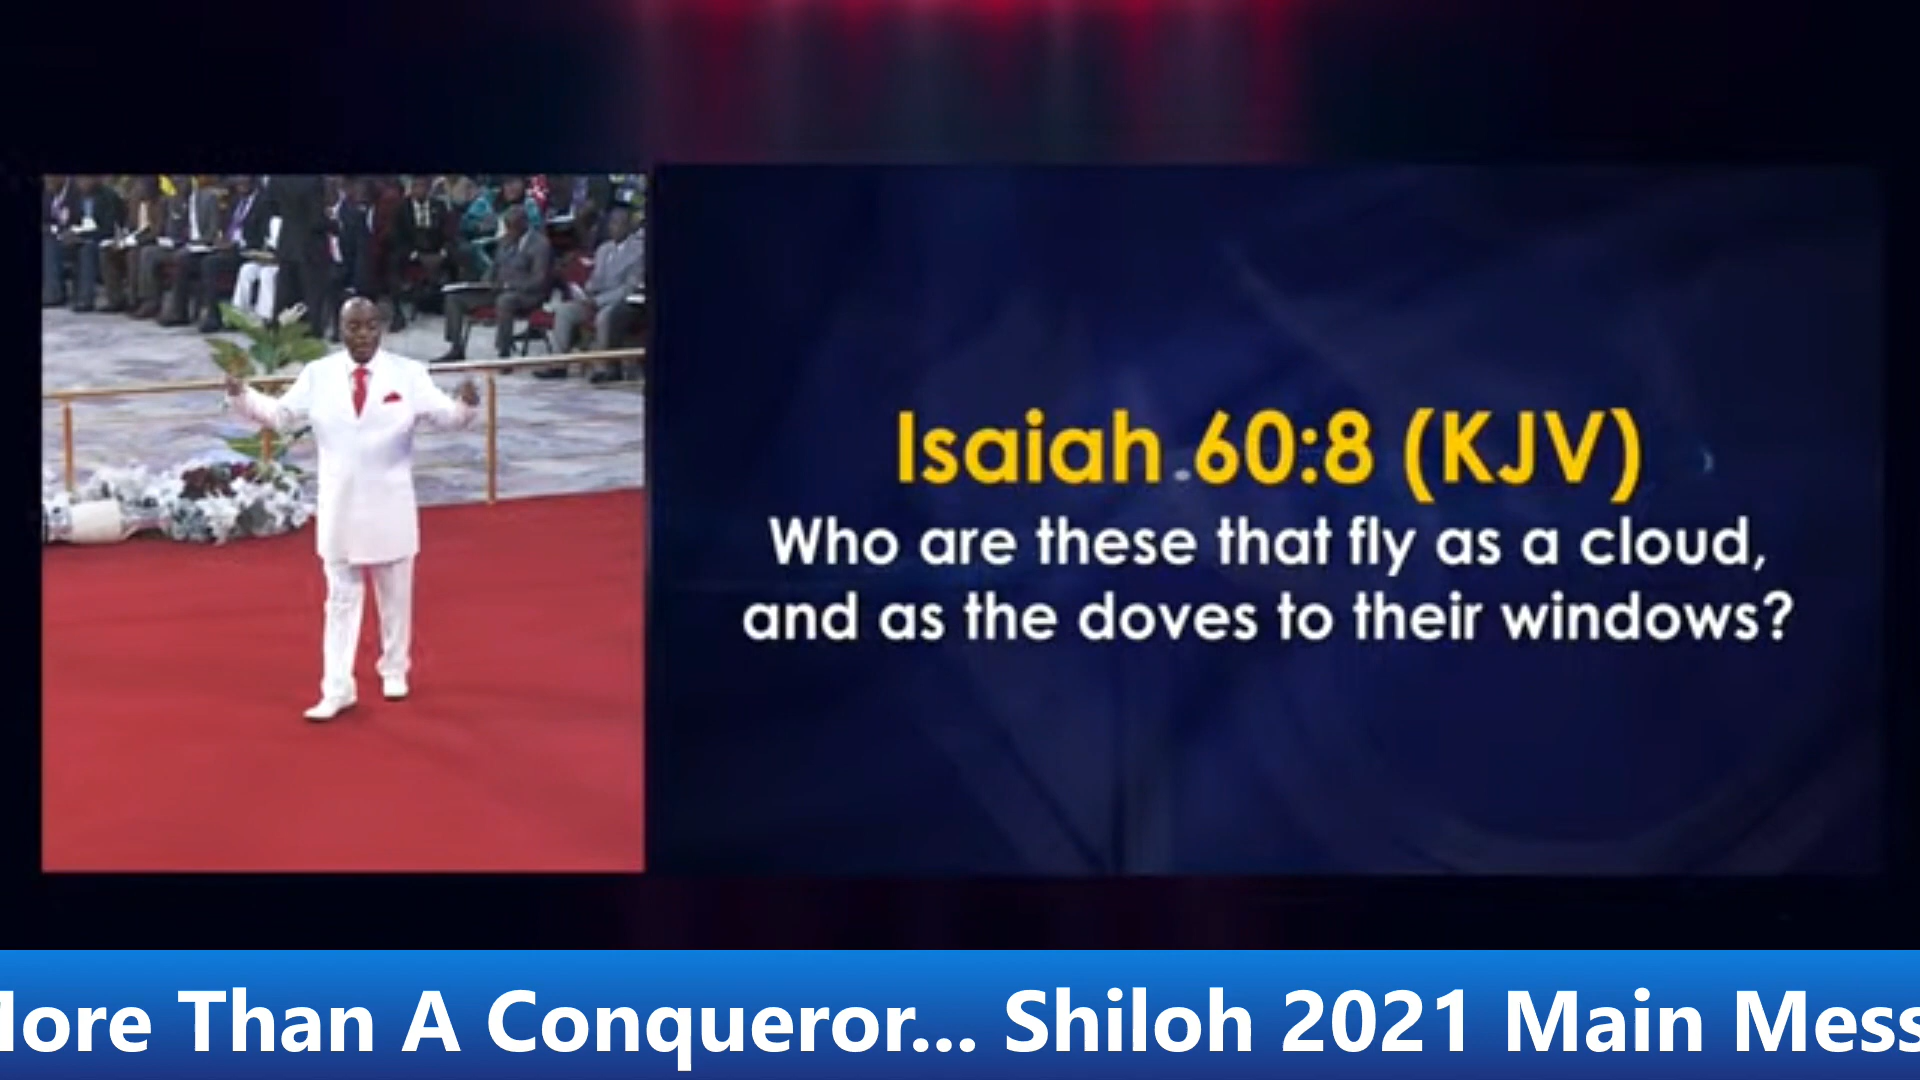 Isaiah 60:8 (KJV)
Who are these that fly as a cloud,
and as the doves to their windows?
More Than A Conqueror... Shiloh 2021 Main Mess